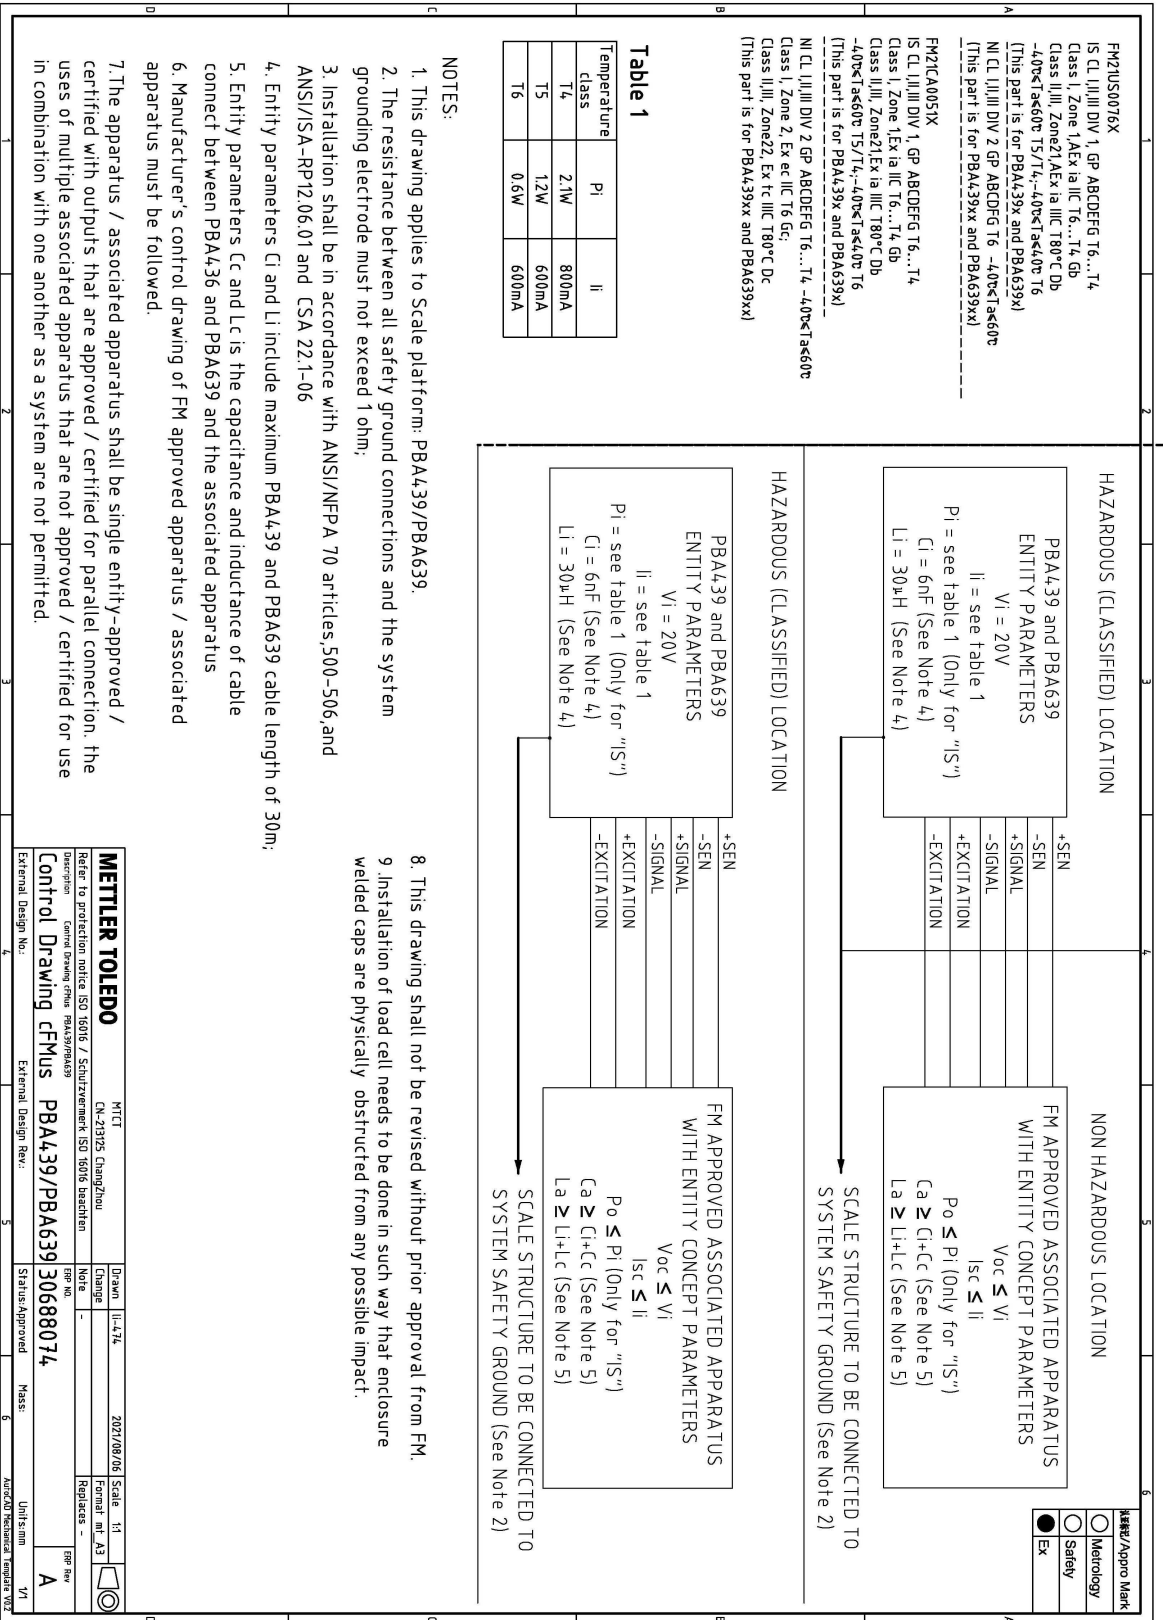 FM21US0076X
IS CL I,II,III DIV 1, GP ABCDEFG T6...T4
Class I, Zone 1,AEx ia IIC T6...T4 Gb
Class II,III, Zone21,AEx ia IIIC T80°C Db
-40℃≤Ta≤60℃ T5/T4;-40℃≤Ta≤40℃ T6
(This part is for PBA439x and PBA639x)
NI CL I,II,III DIV 2 GP ABCDFG T6 -40℃≤Ta≤60℃
(This part is for PBA439xx and PBA639xx)
FM21CA0051X
IS CL I,II,III DIV 1, GP ABCDEFG T6...T4
Class I, Zone 1,Ex ia IIC T6...T4 Gb
Class II,III, Zone21,Ex ia IIIC T80°C Db
-40℃≤Ta≤60℃ T5/T4;-40℃≤Ta≤40℃ T6
(This part is for PBA439x and PBA639x)
NI CL I,II,III DIV 2 GP ABCDEFG T6...T4 -40℃≤Ta≤60℃
Class I, Zone 2, Ex ec IIC T6 Gc;
Class II,III, Zone22, Ex tc IIIC T80°C Dc
(This part is for PBA439xx and PBA639xx)
Table 1
Temperature class Pi Ii
T4 2.1W 800mA
T5 1.2W 600mA
T6 0.6W 600mA
HAZARDOUS (CLASSIFIED) LOCATION
PBA439 and PBA639
ENTITY PARAMETERS
Vi = 20V
Ii = see table 1
Pi = see table 1 (Only for "IS")
Ci = 6nF (See Note 4)
Li = 30μH (See Note 4)
+SEN
-SEN
+SIGNAL
-SIGNAL
+EXCITATION
-EXCITATION
NON HAZARDOUS LOCATION
FM APPROVED ASSOCIATED APPARATUS
WITH ENTITY CONCEPT PARAMETERS
Voc ≤ Vi
Isc ≤ Ii
Po ≤ Pi (Only for "IS")
Ca ≥ Ci+Cc (See Note 5)
La ≥ Li+Lc (See Note 5)
SCALE STRUCTURE TO BE CONNECTED TO
SYSTEM SAFETY GROUND (See Note 2)
HAZARDOUS (CLASSIFIED) LOCATION
PBA439 and PBA639
ENTITY PARAMETERS
Vi = 20V
Ii = see table 1
Pi = see table 1 (Only for "IS")
Ci = 6nF (See Note 4)
Li = 30μH (See Note 4)
+SEN
-SEN
+SIGNAL
-SIGNAL
+EXCITATION
-EXCITATION
FM APPROVED ASSOCIATED APPARATUS
WITH ENTITY CONCEPT PARAMETERS
Voc ≤ Vi
Isc ≤ Ii
Po ≤ Pi (Only for "IS")
Ca ≥ Ci+Cc (See Note 5)
La ≥ Li+Lc (See Note 5)
SCALE STRUCTURE TO BE CONNECTED TO
SYSTEM SAFETY GROUND (See Note 2)
/Appro Mark
Metrology
Safety
Ex
NOTES:
1. This drawing applies to Scale platform: PBA439/PBA639.
2. The resistance between all safety ground connections and the system
grounding electrode must not exceed 1 ohm;
3. Installation shall be in accordance with ANSI/NFPA 70 articles,500-506,and
ANSI/ISA-RP12.06.01 and CSA 22.1-06
4. Entity parameters Ci and Li include maximum PBA439 and PBA639 cable length of 30m;
5. Entity parameters Cc and Lc is the capacitance and inductance of cable
connect between PBA436 and PBA639 and the associated apparatus
6. Manufacturer's control drawing of FM approved apparatus / associated
apparatus must be followed.
7.The apparatus / associated apparatus shall be single entity-approved /
certified with outputs that are approved / certified for parallel connection. the
uses of multiple associated apparatus that are not approved / certified for use
in combination with one another as a system are not permitted.
8. This drawing shall not be revised without prior approval from FM.
9 .Installation of load cell needs to be done in such way that enclosure
welded caps are physically obstructed from any possible impact.
METTLER TOLEDO
MTCT
CN-213125 ChangZhou
Refer to protection notice ISO 16016 / Schutzvermerk ISO 16016 beachten
Description Control Drawing cFMus PBA439/PBA639
Control Drawing cFMus PBA439/PBA639
External Design No.: External Design Rev.:
Drawn li-474 2021/08/06
Change
Note -
Scale 1:1
Format mt_A3
Replaces -
ERP NO.
30688074
ERP Rev
A
Status:Approved Mass: Units:mm 1/1
AutoCAD Mechanical Template V0.2
1 2 3 4 5 6
1 2 3 4 5 6
A B C D
A B C D